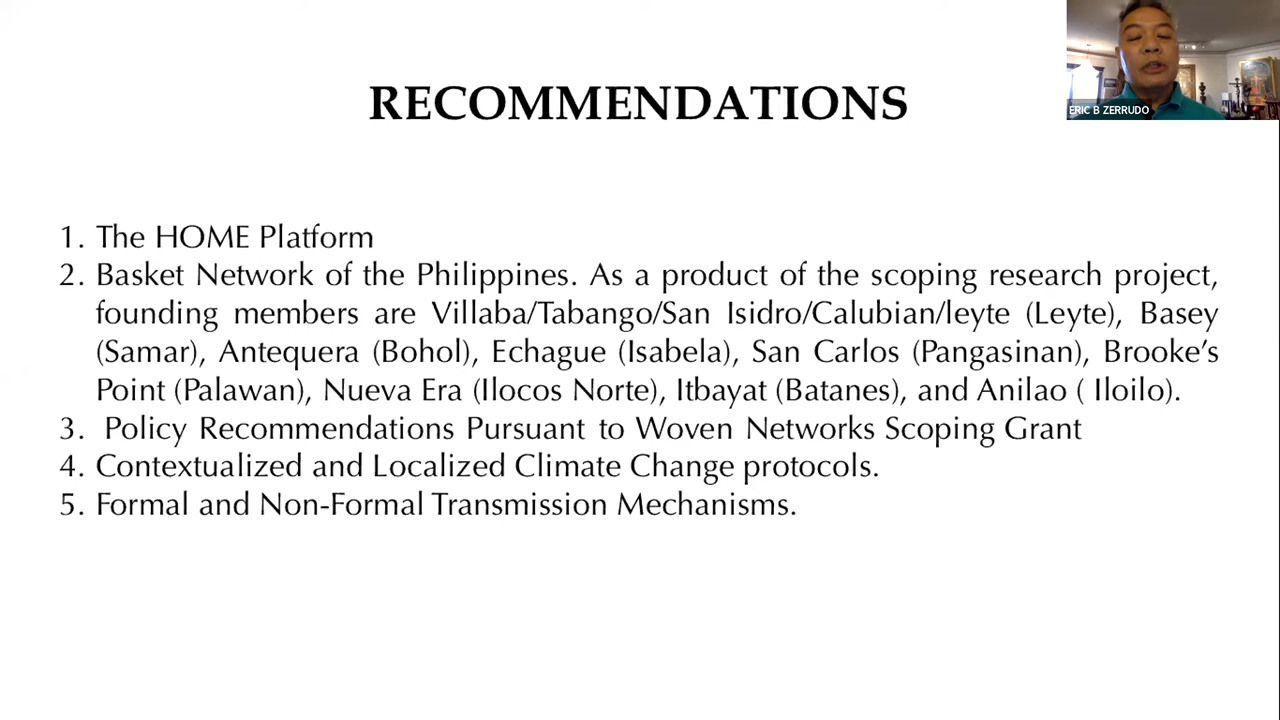 RECOMMENDATIONS
ERIC B ZERRUDO
1. The HOME Platform
2. Basket Network of the Philippines. As a product of the scoping research project,
founding members are Villaba/Tabango/San Isidro/Calubian/leyte (Leyte), Basey
(Samar), Antequera (Bohol), Echague (Isabela), San Carlos (Pangasinan), Brooke’s
Point (Palawan), Nueva Era (Ilocos Norte), Itbayat (Batanes), and Anilao ( Iloilo).
3. Policy Recommendations Pursuant to Woven Networks Scoping Grant
4. Contextualized and Localized Climate Change protocols.
5. Formal and Non-Formal Transmission Mechanisms.